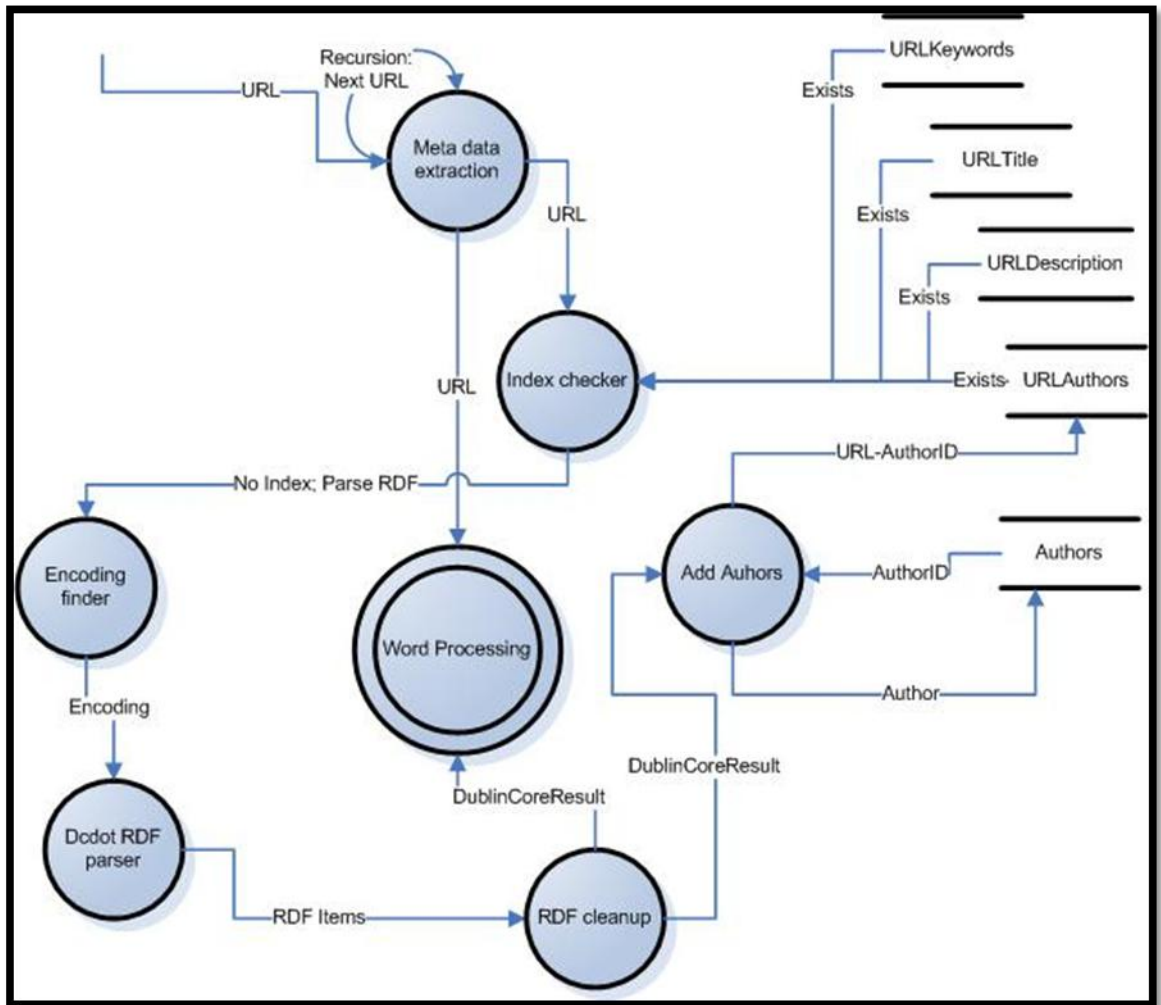 URLKeywords
Recursion:
Next URL
URL
Exists
Meta data
extraction
URLTitle
URL
Exists
URLDescription
Exists
URL
Index checker
Exists
URLAuthors
URL-AuthorID
No Index; Parse RDF
Authors
Encoding
finder
Add Auhors
AuthorID
Word Processing
Author
Encoding
DublinCoreResult
DublinCoreResult
Dcdot RDF
parser
RDF Items
RDF cleanup